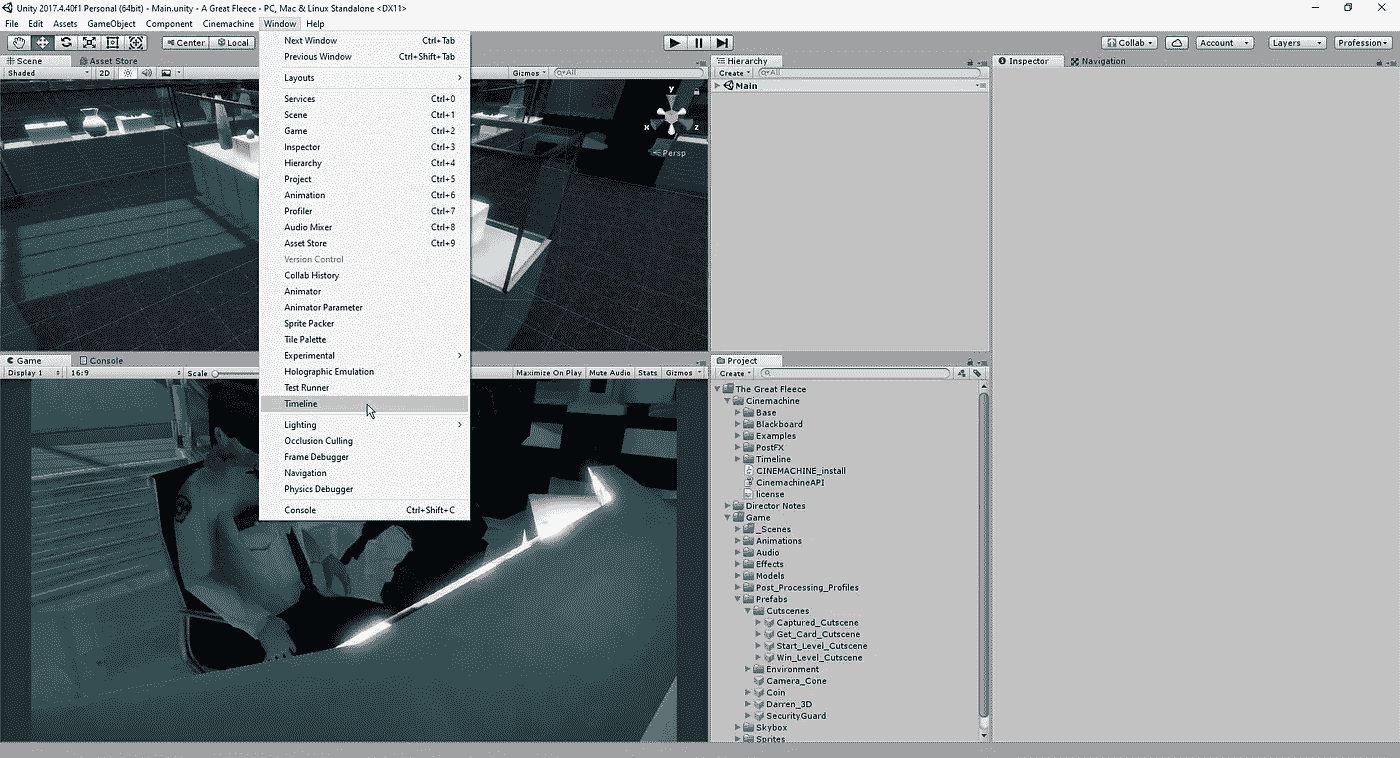 Unity 2017.4.40f1 Personal (64bit) - Main.unity - A Great Fleece - PC, Mac & Linux Standalone <DX11>
File Edit Assets GameObject Component Cinemachine Window Help
Center Local
Collab Account Layers Profession
Scene Asset Store
Shaded 2D
Gizmos All
y
x z
Persp
Next Window Ctrl+Tab
Previous Window Ctrl+Shift+Tab
Layouts
Services Ctrl+0
Scene Ctrl+1
Game Ctrl+2
Inspector Ctrl+3
Hierarchy Ctrl+4
Project Ctrl+5
Animation Ctrl+6
Profiler Ctrl+7
Audio Mixer Ctrl+8
Asset Store Ctrl+9
Version Control
Collab History
Animator
Animator Parameter
Sprite Packer
Tile Palette
Experimental
Holographic Emulation
Test Runner
Timeline
Lighting
Occlusion Culling
Frame Debugger
Navigation
Physics Debugger
Console Ctrl+Shift+C
Hierarchy
Create All
Main
Inspector Navigation
Game Console
Display 1 16:9 Scale Maximize On Play Mute Audio Stats Gizmos
Project
Create
The Great Fleece
Cinemachine
Base
Blackboard
Examples
PostFX
Timeline
CINEMACHINE_install
CinemachineAPI
license
Director Notes
Game
_Scenes
Animations
Audio
Effects
Models
Post_Processing_Profiles
Prefabs
Cutscenes
Captured_Cutscene
Get_Card_Cutscene
Start_Level_Cutscene
Win_Level_Cutscene
Environment
Camera_Cone
Coin
Darren_3D
SecurityGuard
Skybox
Sprites